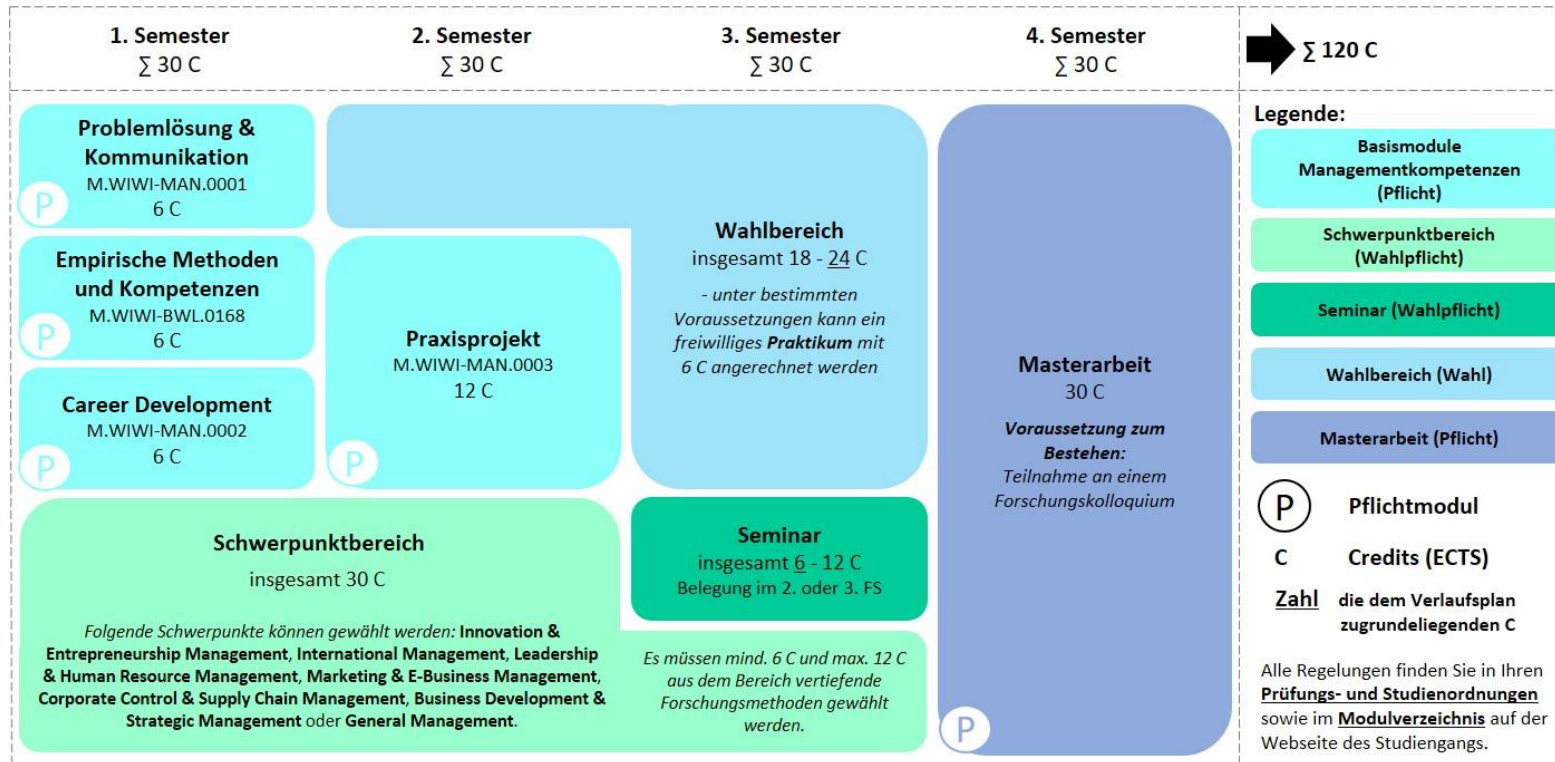 1. Semester
∑ 30 C
2. Semester
∑ 30 C
3. Semester
∑ 30 C
4. Semester
∑ 30 C
∑ 120 C
Problemlösung &
Kommunikation
M.WIWI-MAN.0001
6 C
P
Empirische Methoden
und Kompetenzen
M.WIWI-BWL.0168
6 C
P
Career Development
M.WIWI-MAN.0002
6 C
P
Praxisprojekt
M.WIWI-MAN.0003
12 C
P
Wahlbereich
insgesamt 18 - 24 C
- unter bestimmten
Voraussetzungen kann ein
freiwilliges Praktikum mit
6 C angerechnet werden
Seminar
insgesamt 6 - 12 C
Belegung im 2. oder 3. FS
Schwerpunktbereich
insgesamt 30 C
Folgende Schwerpunkte können gewählt werden: Innovation &
Entrepreneurship Management, International Management, Leadership
& Human Resource Management, Marketing & E-Business Management,
Corporate Control & Supply Chain Management, Business Development &
Strategic Management oder General Management.
Es müssen mind. 6 C und max. 12 C
aus dem Bereich vertiefende
Forschungsmethoden gewählt
werden.
Masterarbeit
30 C
Voraussetzung zum
Bestehen:
Teilnahme an einem
Forschungskolloquium
P
Legende:
Basismodule
Managementkompetenzen
(Pflicht)
Schwerpunktbereich
(Wahlpflicht)
Seminar (Wahlpflicht)
Wahlbereich (Wahl)
Masterarbeit (Pflicht)
P Pflichtmodul
C Credits (ECTS)
Zahl die dem Verlaufsplan
zugrundeliegenden C
Alle Regelungen finden Sie in Ihren
Prüfungs- und Studienordnungen
sowie im Modulverzeichnis auf der
Webseite des Studiengangs.